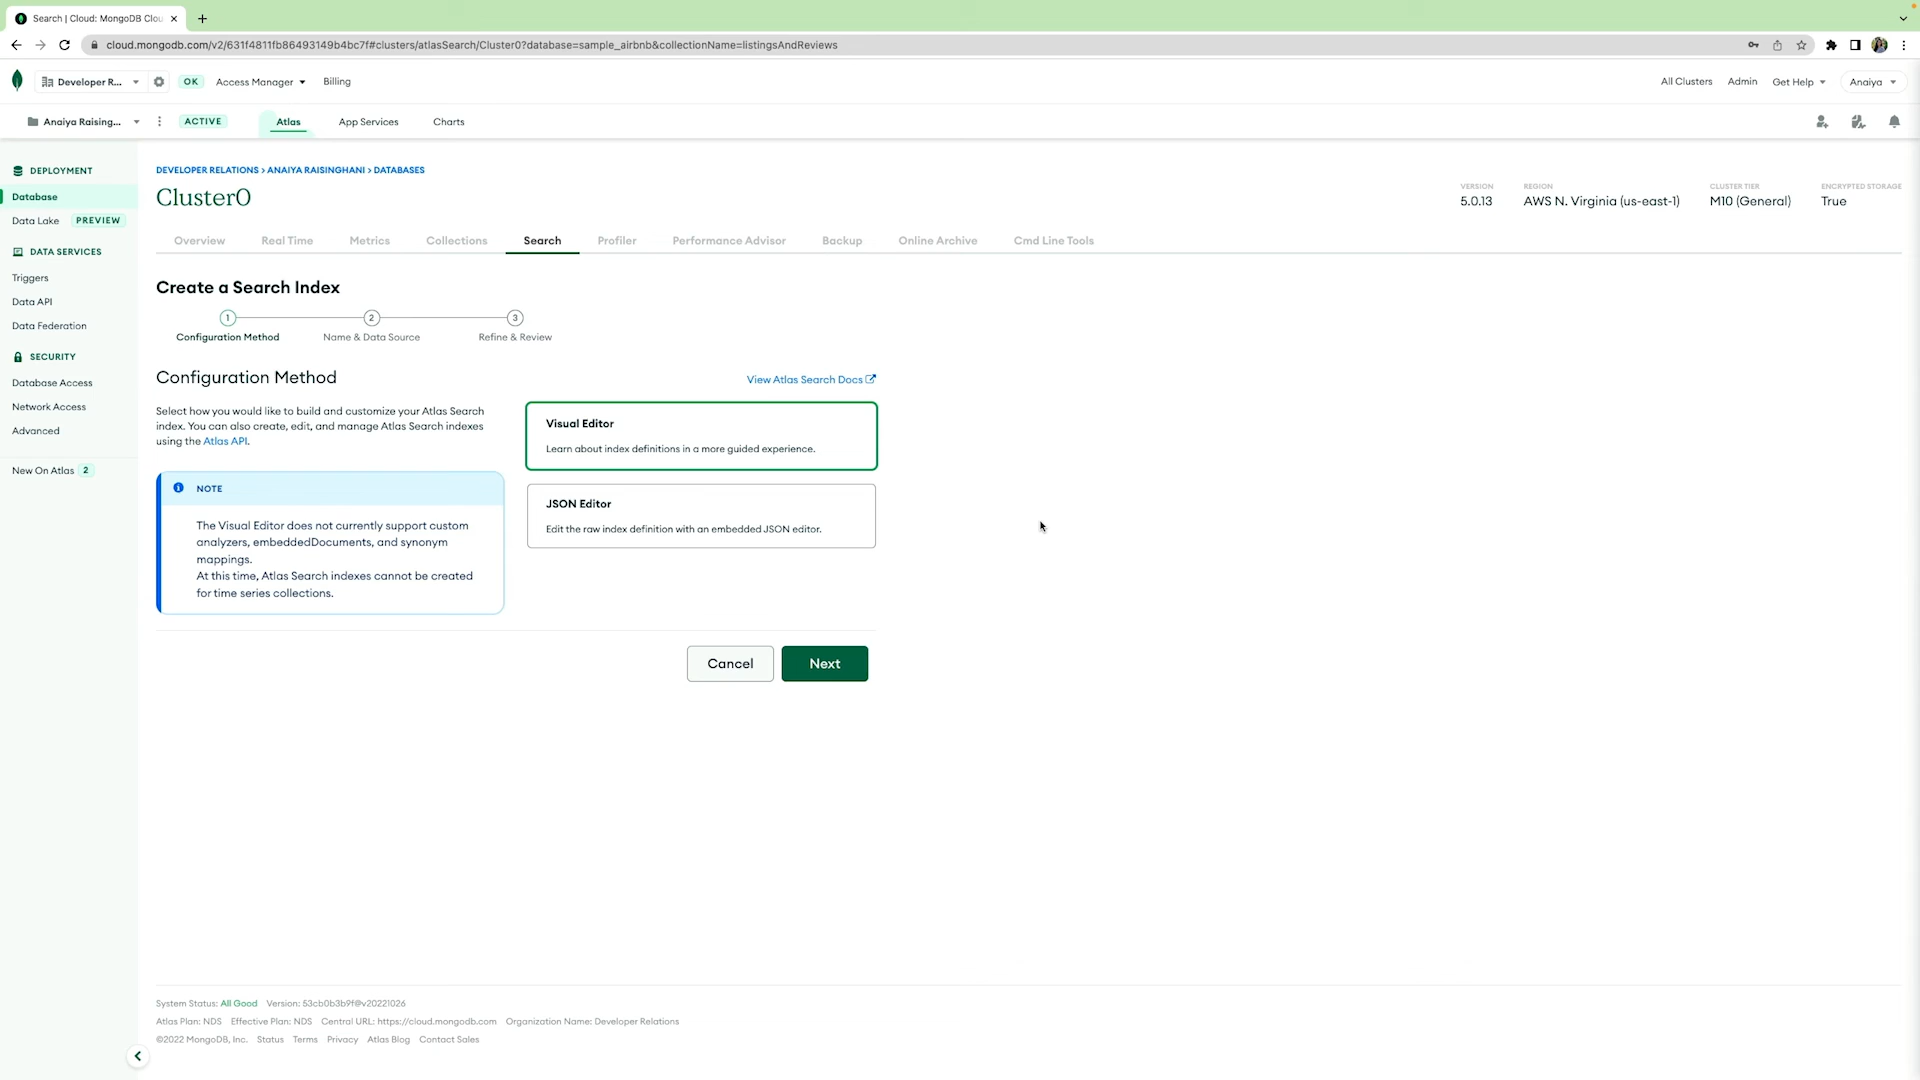 Search | Cloud: MongoDB Clou
cloud.mongodb.com/v2/631f4811fb86493149b4bc7f#clusters/atlasSearch/Cluster0?database=sample_airbnb&collectionName=listingsAndReviews
Developer R... OK Access Manager Billing All Clusters Admin Get Help Anaiya
Anaiya Raising... ACTIVE Atlas App Services Charts
DEPLOYMENT
Database
Data Lake PREVIEW
DATA SERVICES
Triggers
Data API
Data Federation
SECURITY
Database Access
Network Access
Advanced
New On Atlas 2
DEVELOPER RELATIONS > ANAIYA RAISINGHANI > DATABASES
Cluster0
VERSION REGION CLUSTER TIER ENCRYPTED STORAGE
5.0.13 AWS N. Virginia (us-east-1) M10 (General) True
Overview Real Time Metrics Collections Search Profiler Performance Advisor Backup Online Archive Cmd Line Tools
Create a Search Index
1 2 3
Configuration Method Name & Data Source Refine & Review
Configuration Method
View Atlas Search Docs
Select how you would like to build and customize your Atlas Search
index. You can also create, edit, and manage Atlas Search indexes
using the Atlas API.
NOTE
The Visual Editor does not currently support custom
analyzers, embeddedDocuments, and synonym
mappings.
At this time, Atlas Search indexes cannot be created
for time series collections.
Visual Editor
Learn about index definitions in a more guided experience.
JSON Editor
Edit the raw index definition with an embedded JSON editor.
Cancel Next
System Status: All Good Version: 53cb0b3b9f@v20221026
Atlas Plan: NDS Effective Plan: NDS Central URL: https://cloud.mongodb.com Organization Name: Developer Relations
©2022 MongoDB, Inc. Status Terms Privacy Atlas Blog Contact Sales